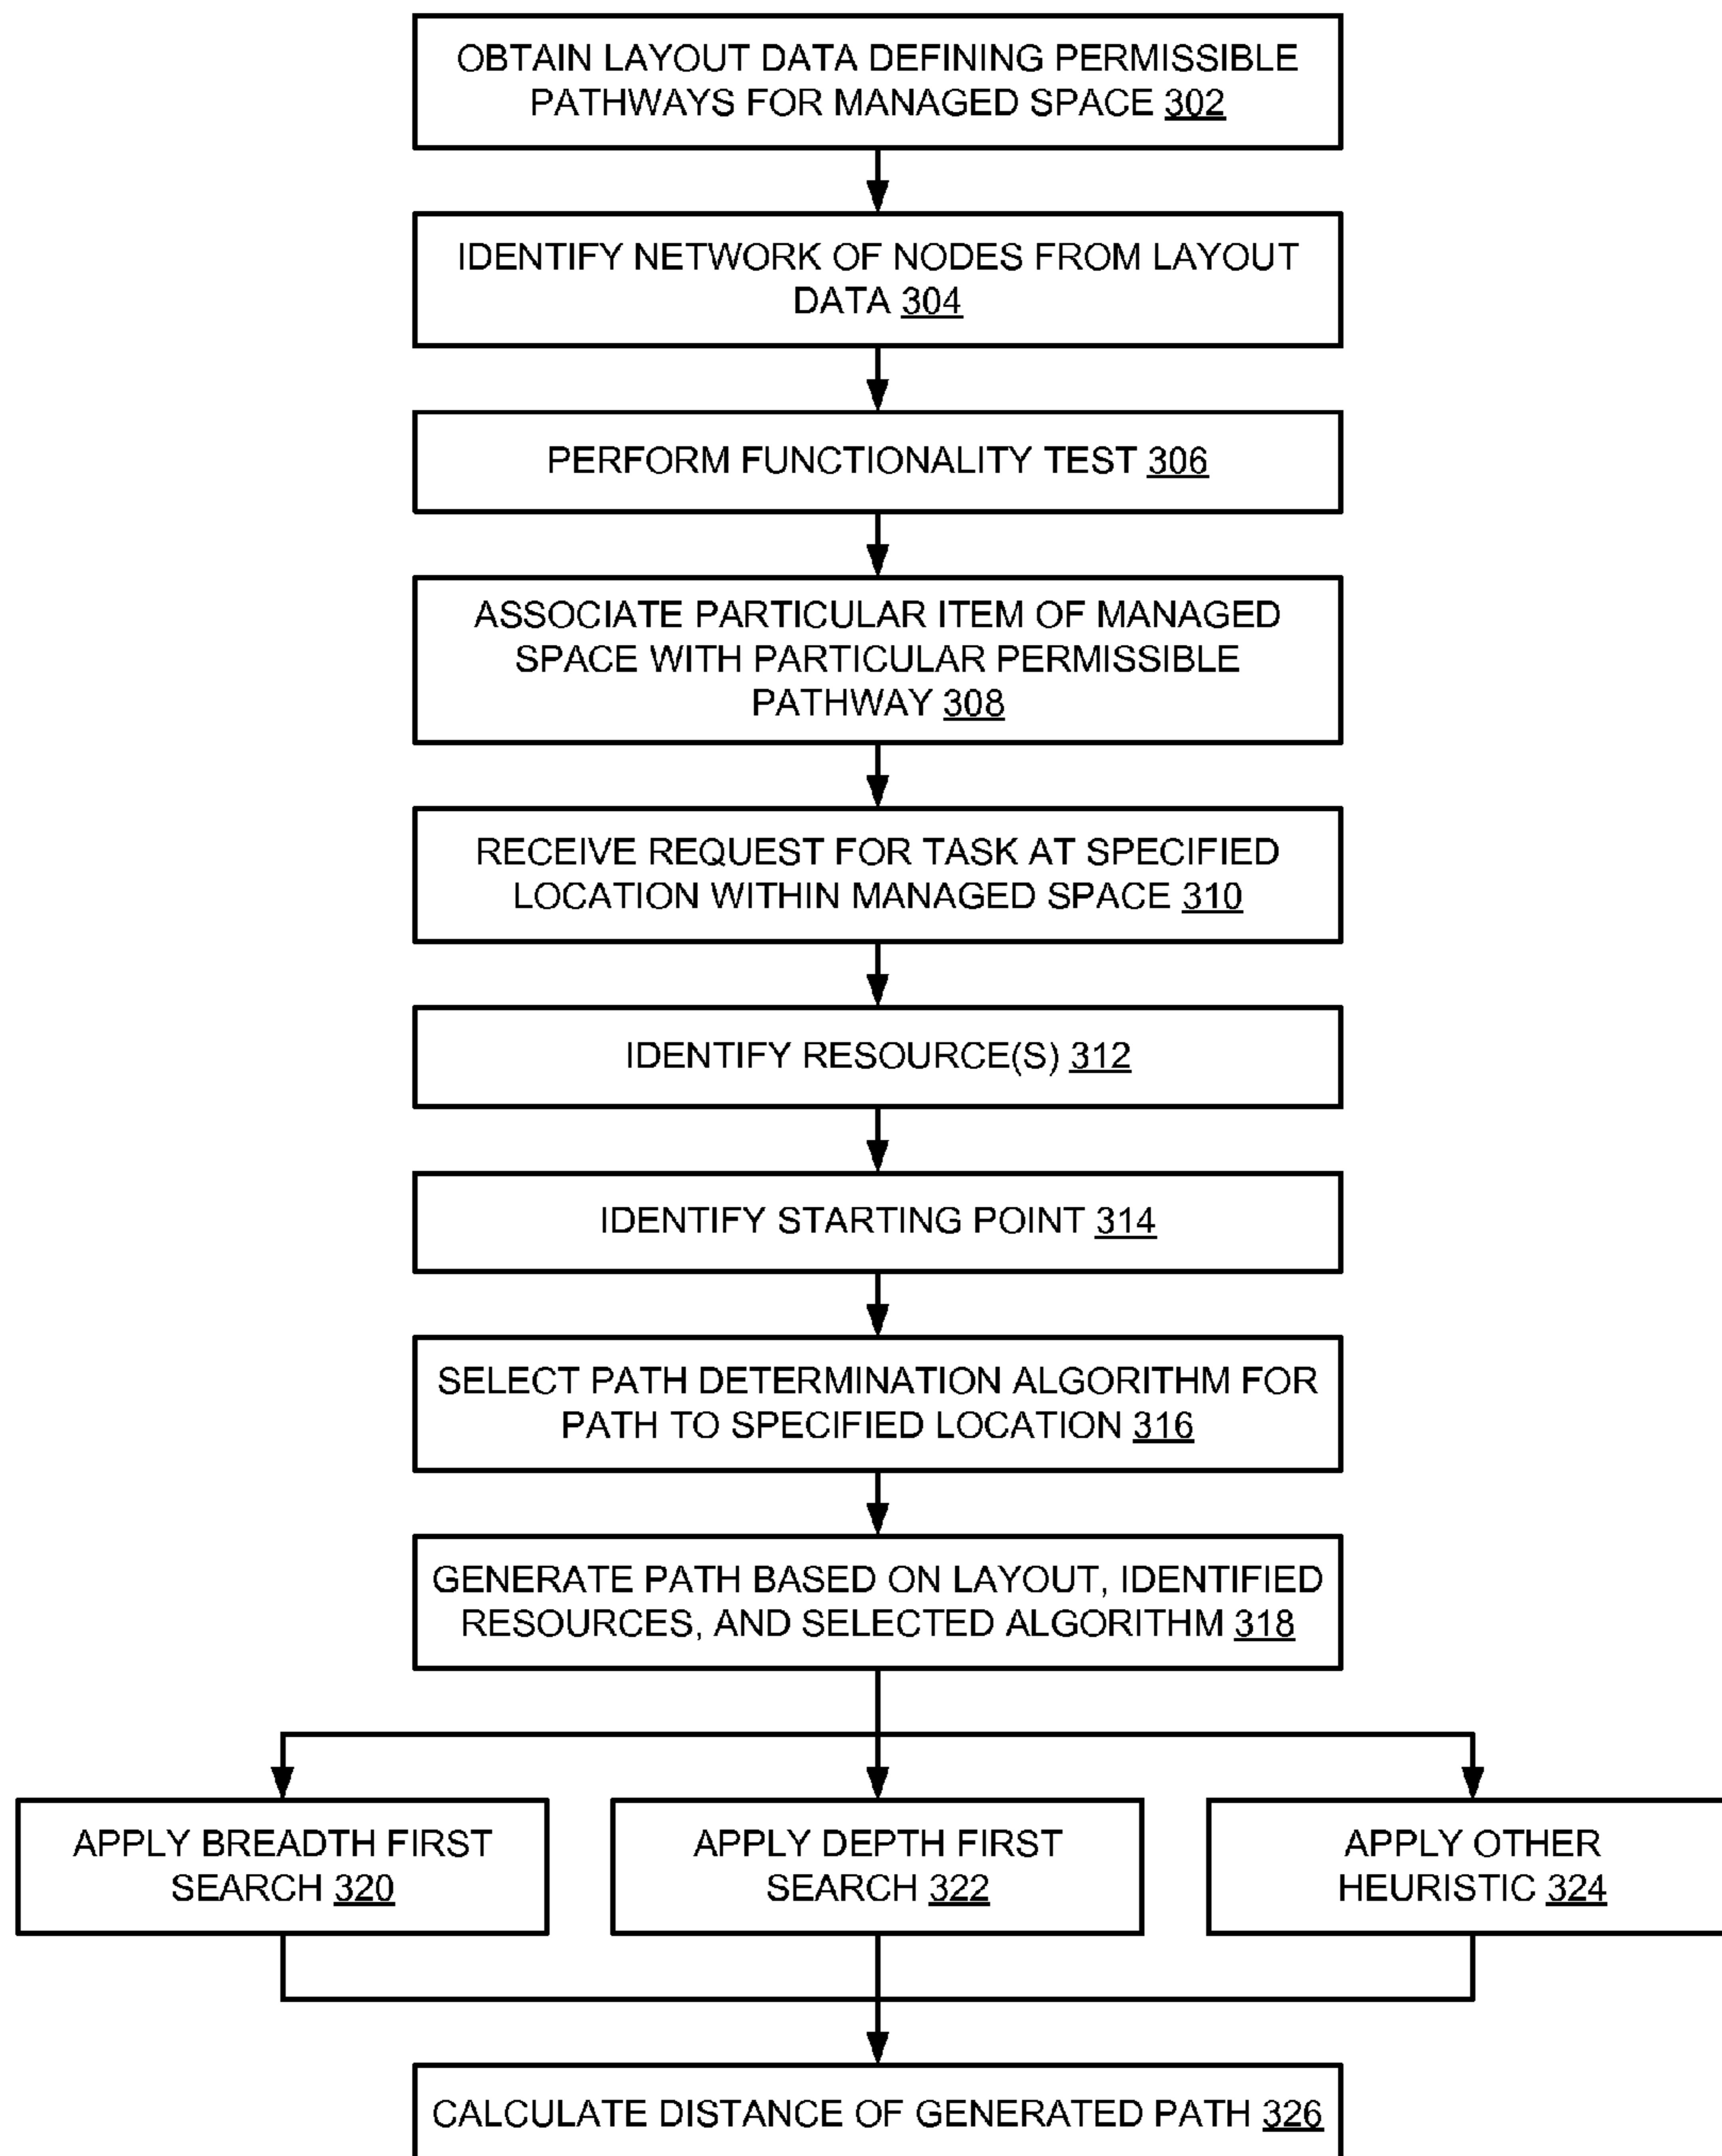 OBTAIN LAYOUT DATA DEFINING PERMISSIBLE
PATHWAYS FOR MANAGED SPACE 302
IDENTIFY NETWORK OF NODES FROM LAYOUT
DATA 304
PERFORM FUNCTIONALITY TEST 306
ASSOCIATE PARTICULAR ITEM OF MANAGED
SPACE WITH PARTICULAR PERMISSIBLE
PATHWAY 308
RECEIVE REQUEST FOR TASK AT SPECIFIED
LOCATION WITHIN MANAGED SPACE 310
IDENTIFY RESOURCE(S) 312
IDENTIFY STARTING POINT 314
SELECT PATH DETERMINATION ALGORITHM FOR
PATH TO SPECIFIED LOCATION 316
GENERATE PATH BASED ON LAYOUT, IDENTIFIED
RESOURCES, AND SELECTED ALGORITHM 318
APPLY BREADTH FIRST
SEARCH 320
APPLY DEPTH FIRST
SEARCH 322
APPLY OTHER
HEURISTIC 324
CALCULATE DISTANCE OF GENERATED PATH 326